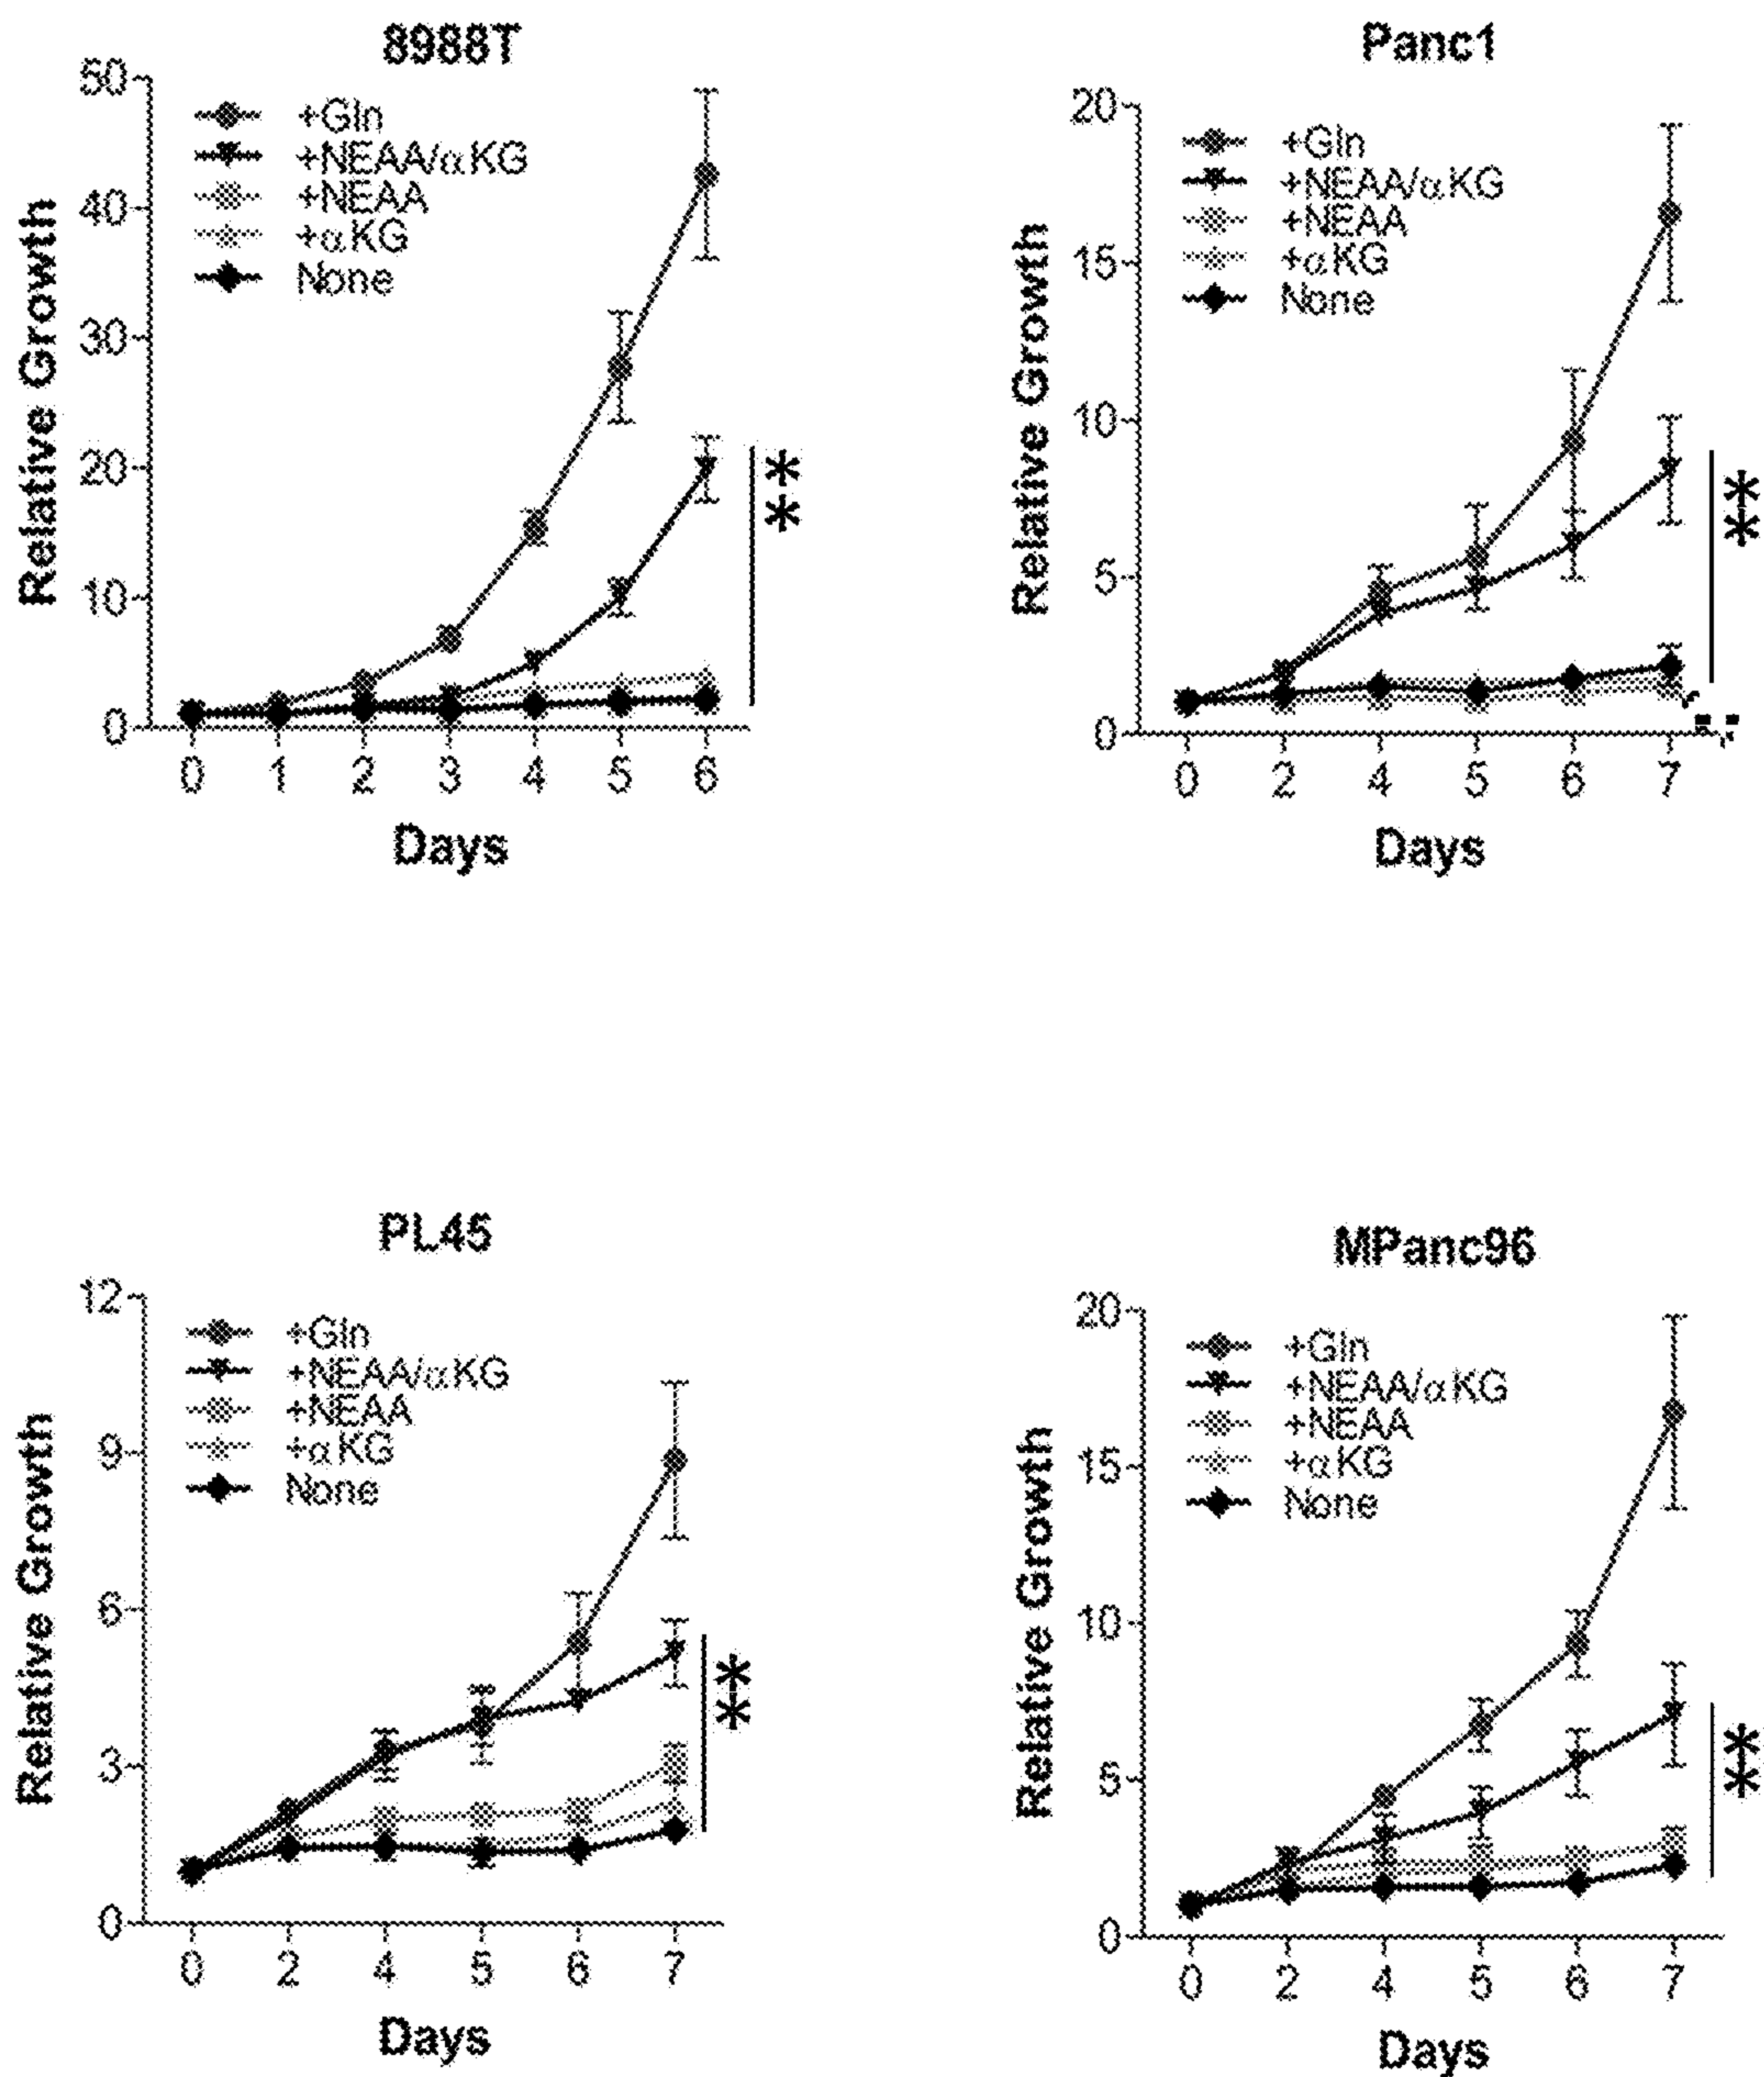 8988T
50
40
30
20
10
0
+Gln
+NEAA/αKG
+NEAA
+αKG
None
Relative Growth
**
0 1 2 3 4 5 6
Days
Panc1
20
15
10
5
0
+Gln
+NEAA/αKG
+NEAA
+αKG
None
Relative Growth
**
0 2 4 5 6 7
Days
PL45
12
9
6
3
0
+Gln
+NEAA/αKG
+NEAA
+αKG
None
Relative Growth
**
0 2 4 5 6 7
Days
MPanc96
20
15
10
5
0
+Gln
+NEAA/αKG
+NEAA
+αKG
None
Relative Growth
**
0 2 4 5 6 7
Days